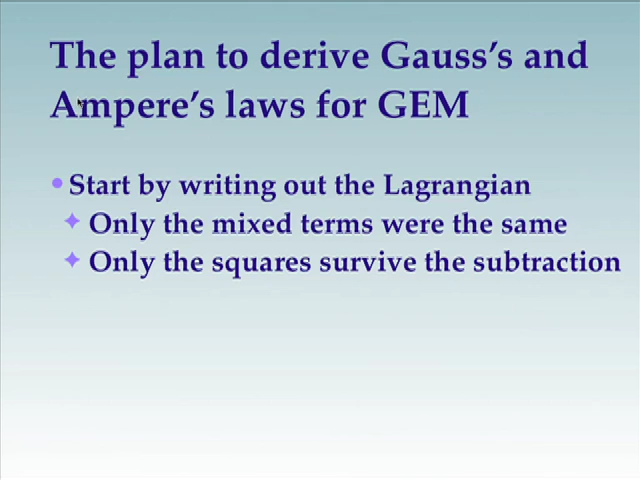 The plan to derive Gauss's and
Ampere's laws for GEM
Start by writing out the Lagrangian
Only the mixed terms were the same
Only the squares survive the subtraction